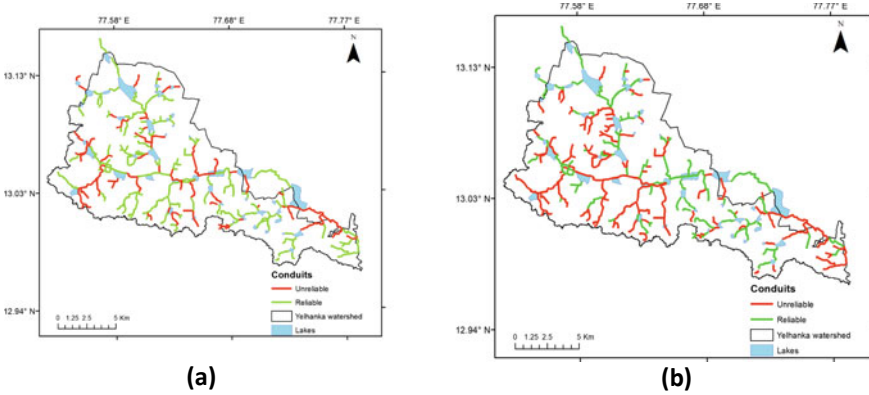 77.58° E 77.68° E 77.77° E
N
13.13° N
13.03° N
12.94° N
Conduits
Unreliable
Reliable
Yelhanka watershed
Lakes
0 1.25 2.5 5 Km
(a)
77.58° E 77.68° E 77.77° E
N
13.13° N
13.03° N
12.94° N
Conduits
Unreliable
Reliable
Yelhanka watershed
Lakes
0 1.25 2.5 5 Km
(b)